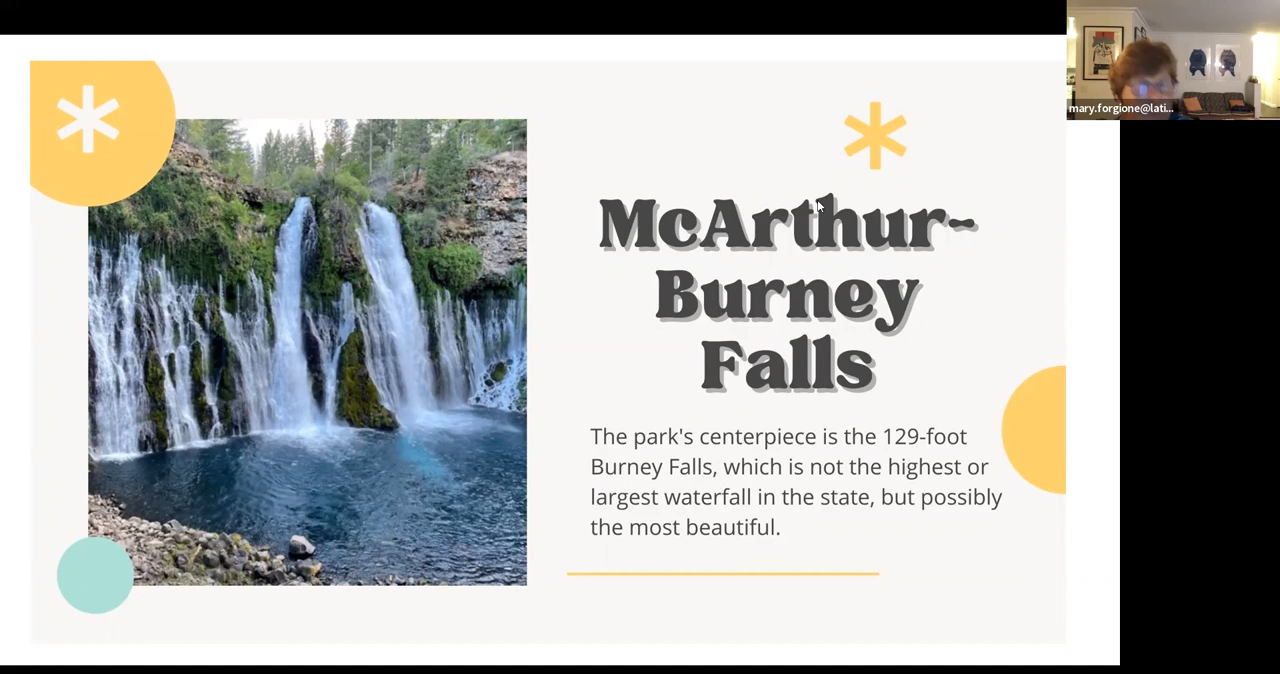 mary.forgione@lati...
McArthur-
Burney
Falls
The park's centerpiece is the 129-foot
Burney Falls, which is not the highest or
largest waterfall in the state, but possibly
the most beautiful.